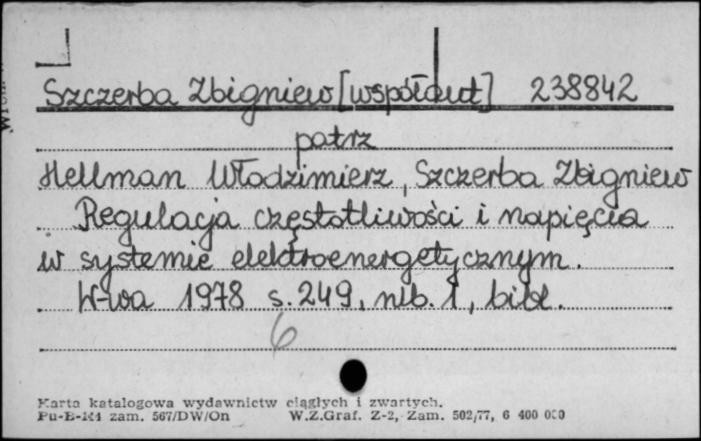 Szczerba Zbigniew [współaut] 238842
patrz
Hellman Włodzimierz, Szczerba Zbigniew
Regulacja częstotliwości i napięcia
w systemie elektroenergetycznym.
W-wa 1978 s. 249, nlb. 1, bibl.
6
Karta katalogowa wydawnictw ciągłych i zwartych.
Pu-B-K4 zam. 567/DW/On W.Z.Graf. Z-2, Zam. 502/77, 6 400 000